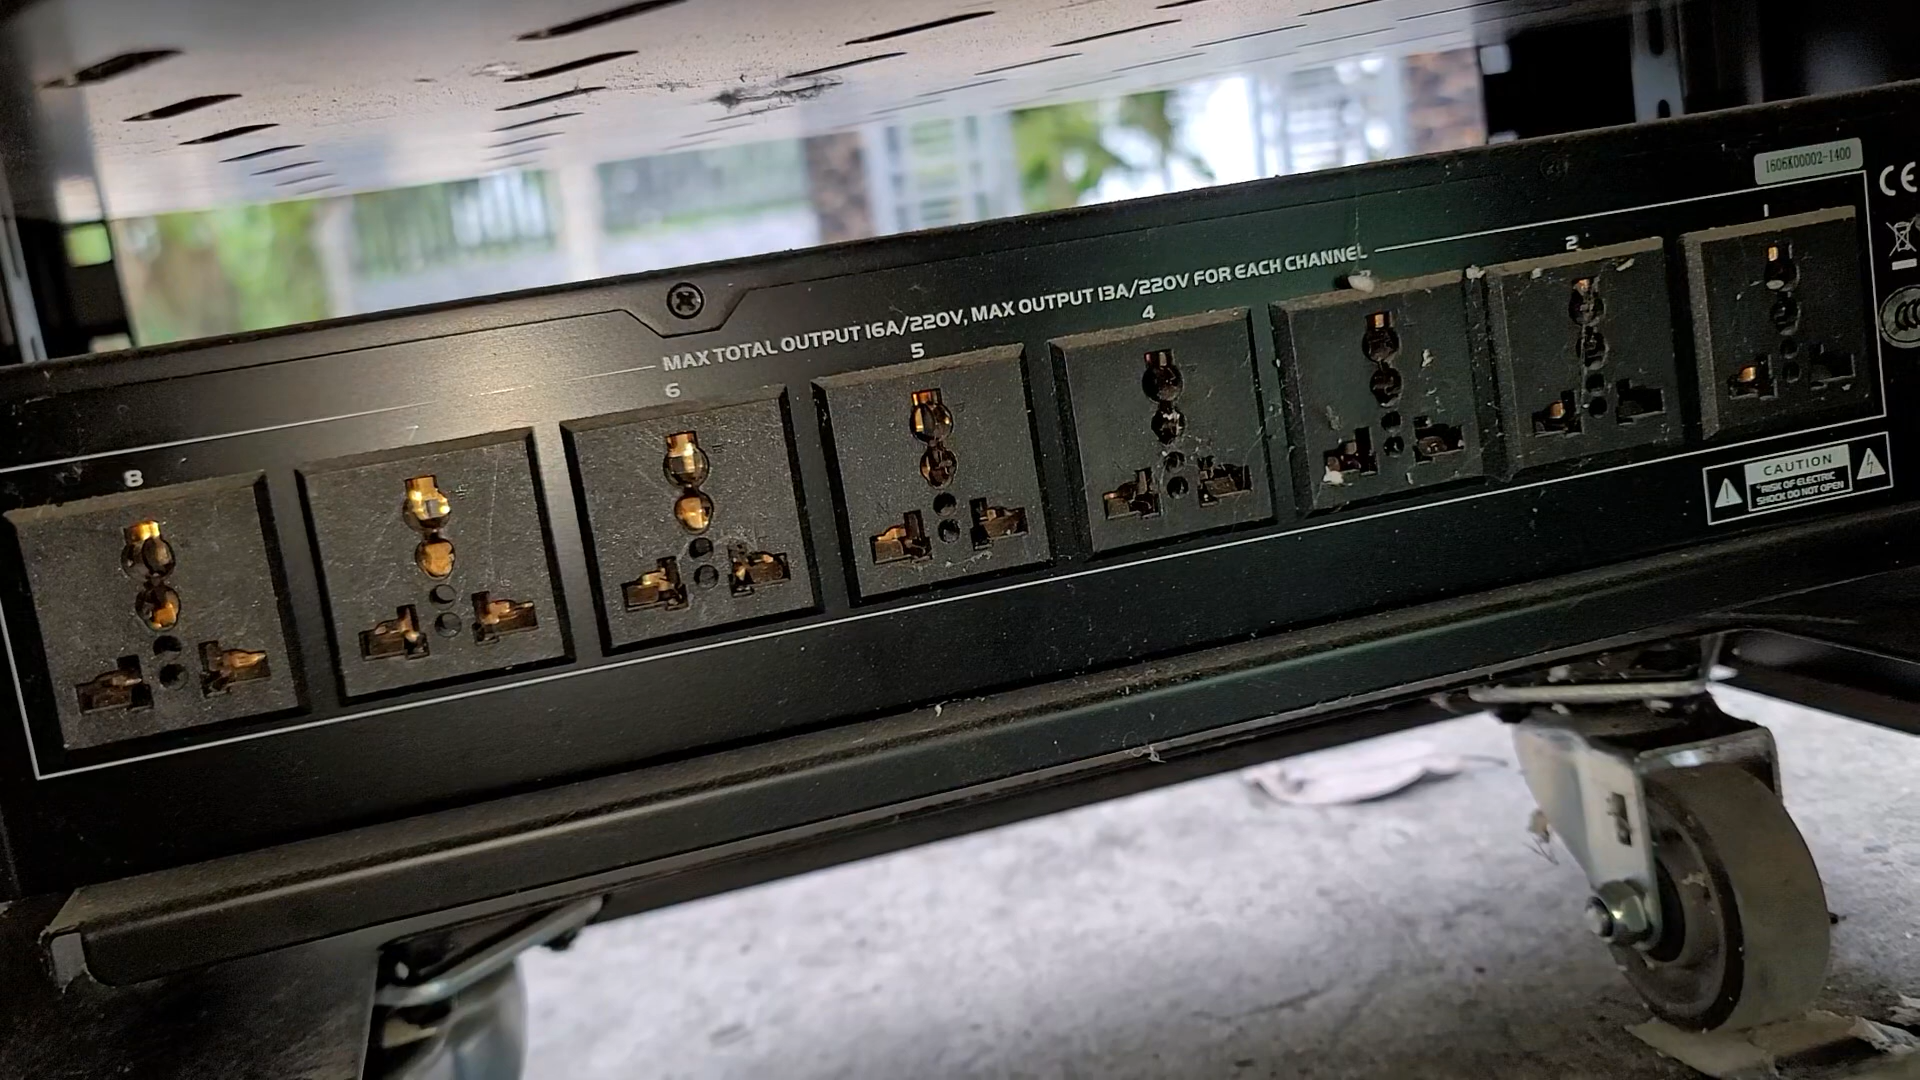 1606K00002-1400
CE
MAX TOTAL OUTPUT 16A/220V, MAX OUTPUT 13A/220V FOR EACH CHANNEL
8 6 5 4 2 1
CAUTION
RISK OF ELECTRIC
SHOCK DO NOT OPEN